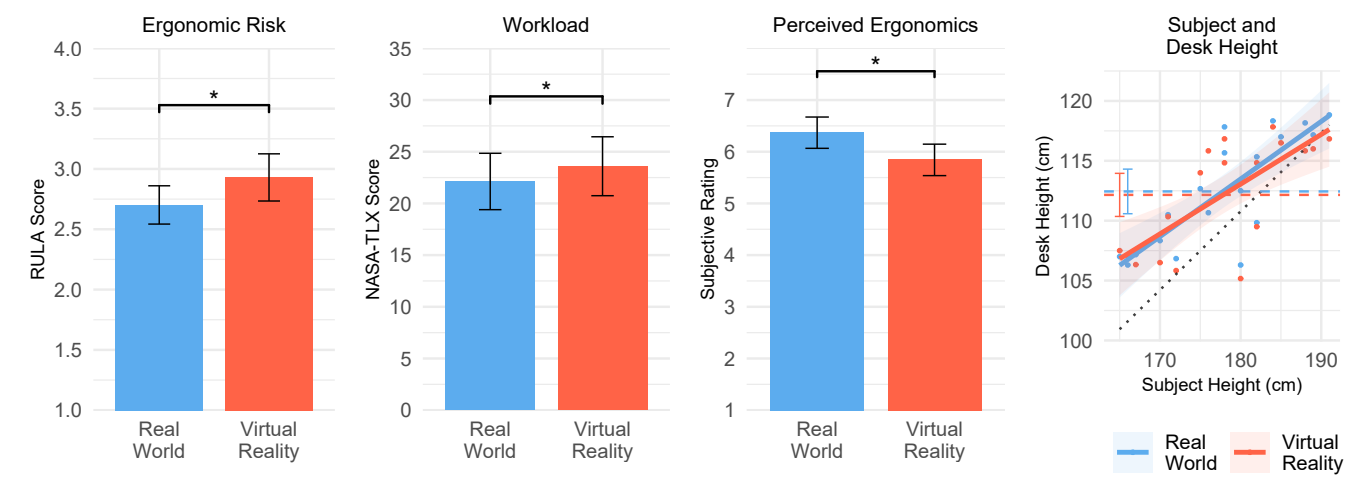 Ergonomic Risk
RULA Score
4.0
3.5
3.0
2.5
2.0
1.5
1.0
*
Real
World
Virtual
Reality
Workload
NASA-TLX Score
35
30
25
20
15
10
5
0
*
Real
World
Virtual
Reality
Perceived Ergonomics
Subjective Rating
7
6
5
4
3
2
1
*
Real
World
Virtual
Reality
Subject and
Desk Height
Desk Height (cm)
120
115
110
105
100
170
180
190
Subject Height (cm)
Real
World
Virtual
Reality